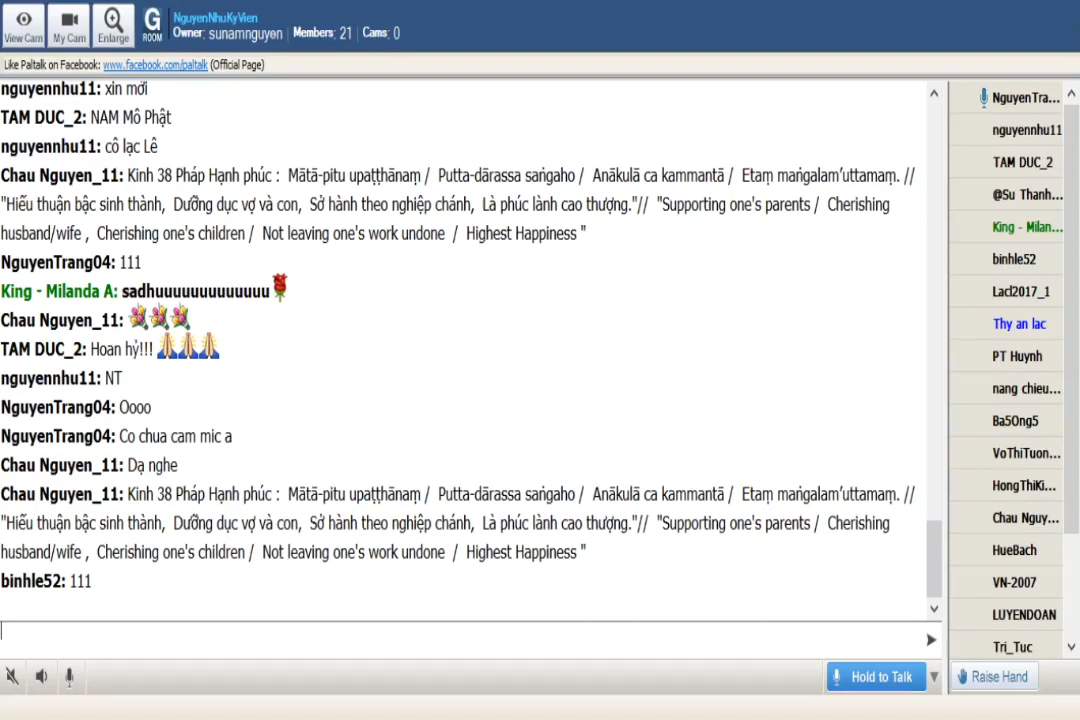 View Cam
My Cam
Enlarge
G
ROOM
NguyenNhuKyVien
Owner: sunamnguyen | Members: 21 | Cams: 0
Like Paltalk on Facebook: www.facebook.com/paltalk (Official Page)
nguyennhu11: xin mời
TAM DUC_2: NAM Mô Phật
nguyennhu11: cô lạc Lê
Chau Nguyen_11: Kinh 38 Pháp Hạnh phúc : Mātā-pitu upaṭṭhānaṃ / Putta-dārassa saṅgaho / Anākulā ca kammantā / Etaṃ maṅgalam’uttamaṃ. //
"Hiếu thuận bậc sinh thành, Dưỡng dục vợ và con, Sở hành theo nghiệp chánh, Là phúc lành cao thượng."// "Supporting one's parents / Cherishing
husband/wife , Cherishing one's children / Not leaving one's work undone / Highest Happiness "
NguyenTrang04: 111
King - Milanda A: sadhuuuuuuuuuuuuu
Chau Nguyen_11:
TAM DUC_2: Hoan hỷ!!!
nguyennhu11: NT
NguyenTrang04: Oooo
NguyenTrang04: Co chua cam mic a
Chau Nguyen_11: Dạ nghe
Chau Nguyen_11: Kinh 38 Pháp Hạnh phúc : Mātā-pitu upaṭṭhānaṃ / Putta-dārassa saṅgaho / Anākulā ca kammantā / Etaṃ maṅgalam’uttamaṃ. //
"Hiếu thuận bậc sinh thành, Dưỡng dục vợ và con, Sở hành theo nghiệp chánh, Là phúc lành cao thượng."// "Supporting one's parents / Cherishing
husband/wife , Cherishing one's children / Not leaving one's work undone / Highest Happiness "
binhle52: 111
NguyenTra...
nguyennhu11
TAM DUC_2
@Su Thanh...
King - Milan...
binhle52
Lacl2017_1
Thy an lac
PT Huynh
nang chieu...
Ba5Ong5
VoThiTuon...
HongThiKi...
Chau Nguy...
HueBach
VN-2007
LUYENDOAN
Tri_Tuc
Hold to Talk
Raise Hand